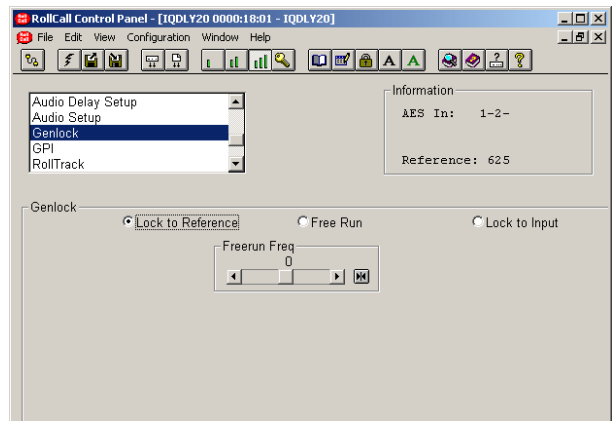 RollCall Control Panel - [IQDLY20 0000:18:01 - IQDLY20]
File Edit View Configuration Window Help
A A
Audio Delay Setup
Audio Setup
Genlock
GPI
RollTrack
Information
AES In: 1-2-
Reference: 625
Genlock
Lock to Reference Free Run Lock to Input
Freerun Freq
0